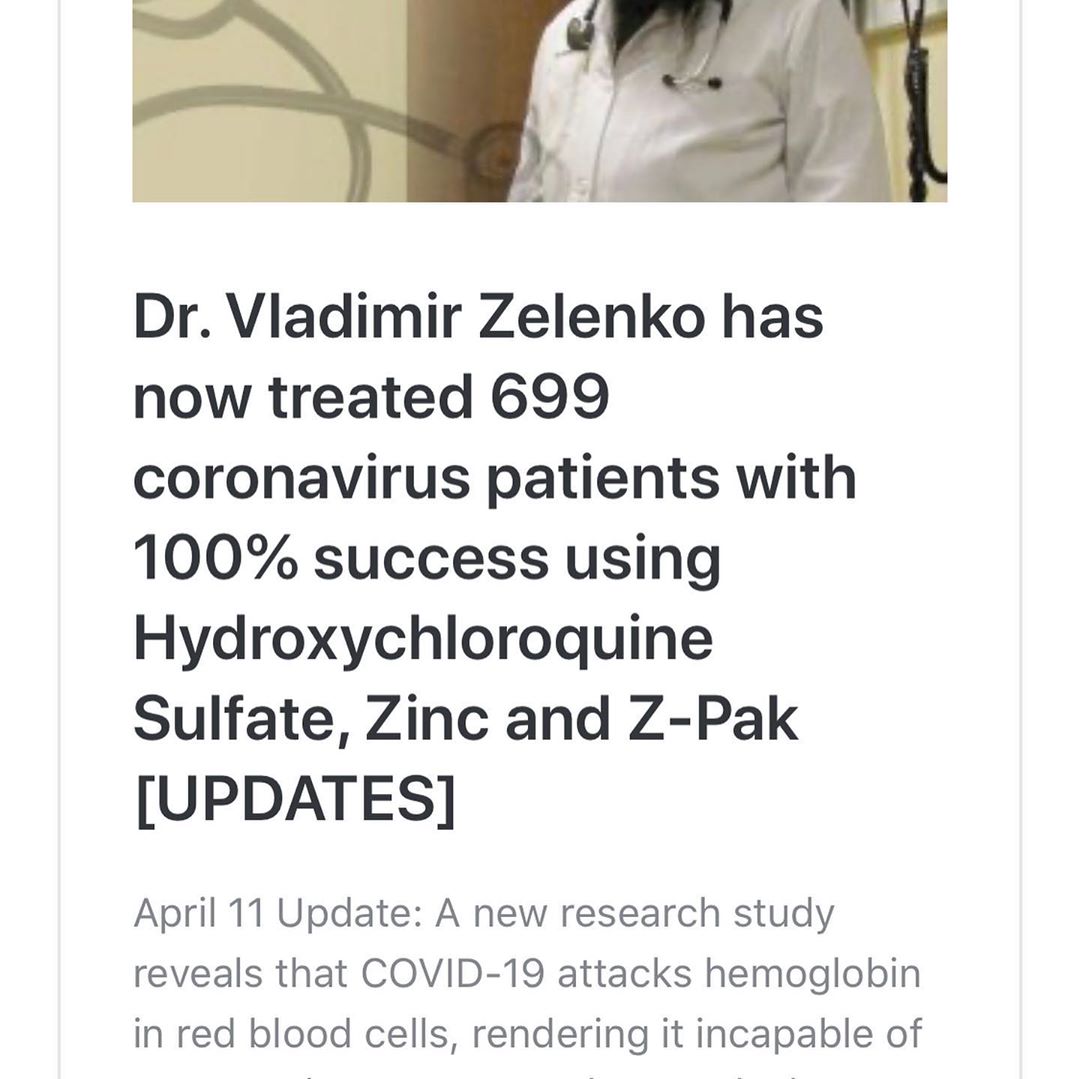 Dr. Vladimir Zelenko has
now treated 699
coronavirus patients with
100% success using
Hydroxychloroquine
Sulfate, Zinc and Z-Pak
[UPDATES]
April 11 Update: A new research study
reveals that COVID-19 attacks hemoglobin
in red blood cells, rendering it incapable of